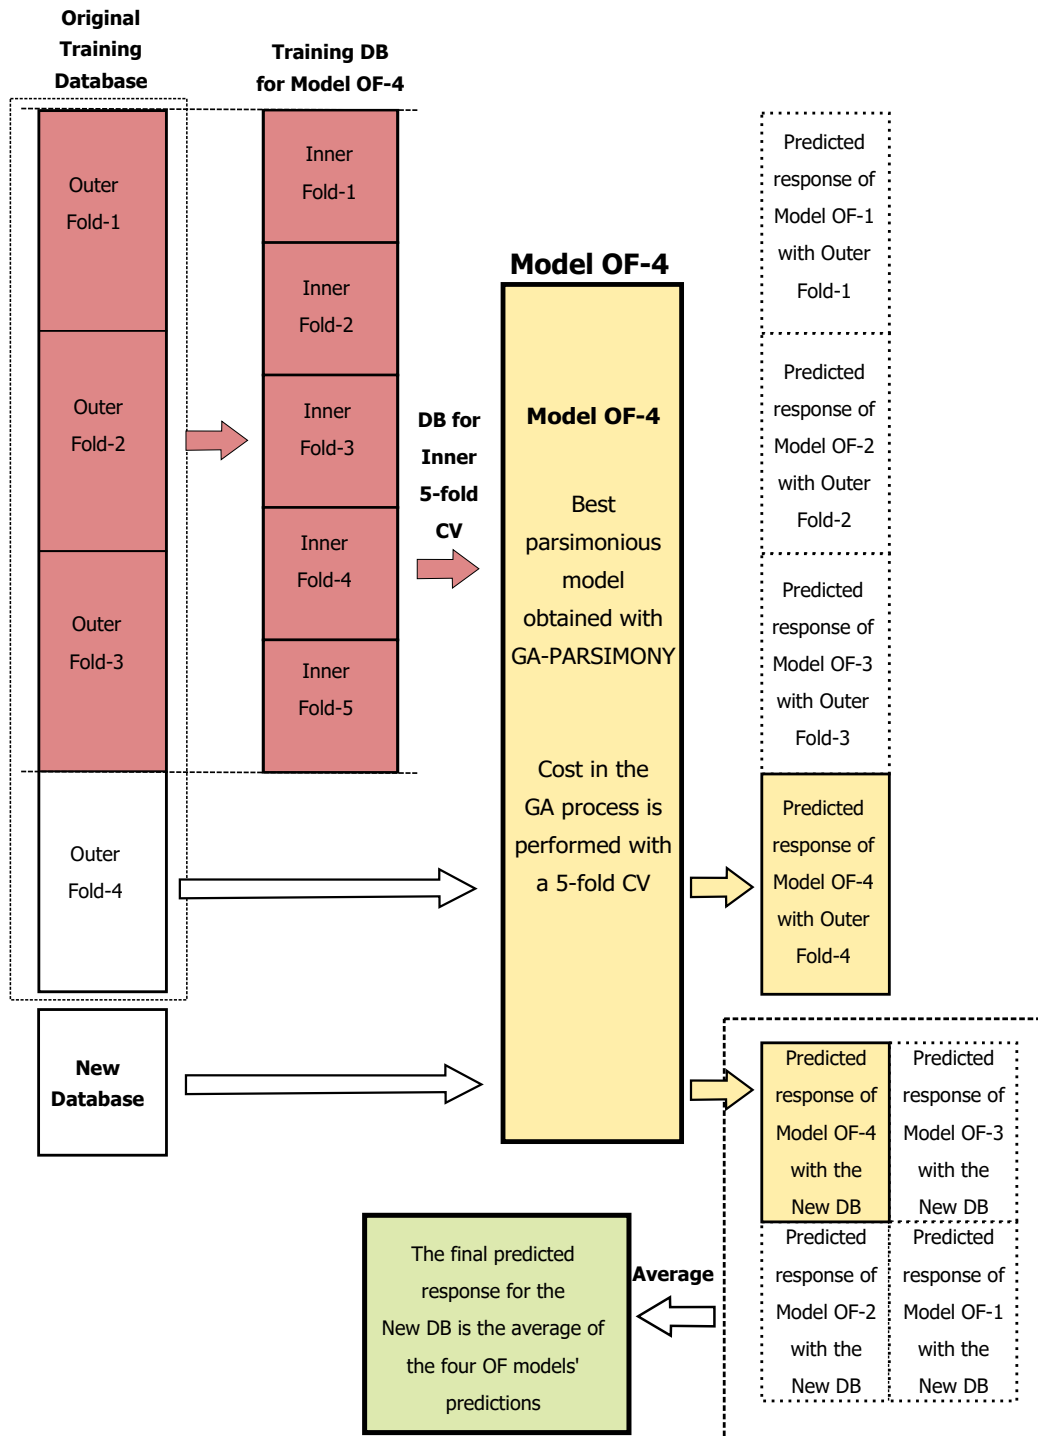 Original
Training
Database
Training DB
for Model OF-4
Outer
Fold-1
Outer
Fold-2
Outer
Fold-3
Outer
Fold-4
New
Database
Inner
Fold-1
Inner
Fold-2
Inner
Fold-3
Inner
Fold-4
Inner
Fold-5
DB for
Inner
5-fold
CV
Model OF-4
Model OF-4
Best
parsimonious
model
obtained with
GA-PARSIMONY
Cost in the
GA process is
performed with
a 5-fold CV
Predicted
response of
Model OF-1
with Outer
Fold-1
Predicted
response of
Model OF-2
with Outer
Fold-2
Predicted
response of
Model OF-3
with Outer
Fold-3
Predicted
response of
Model OF-4
with Outer
Fold-4
Predicted
response of
Model OF-4
with the
New DB
Predicted
response of
Model OF-3
with the
New DB
Predicted
response of
Model OF-2
with the
New DB
Predicted
response of
Model OF-1
with the
New DB
Average
The final predicted
response for the
New DB is the average of
the four OF models'
predictions